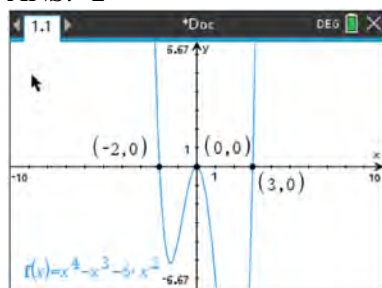 1.1 *Doc DEG
6.67 y
(-2,0) 1 (0,0) x
-10 1 (3,0)
f(x)=x^4-x^3-6·x^2 -6.67